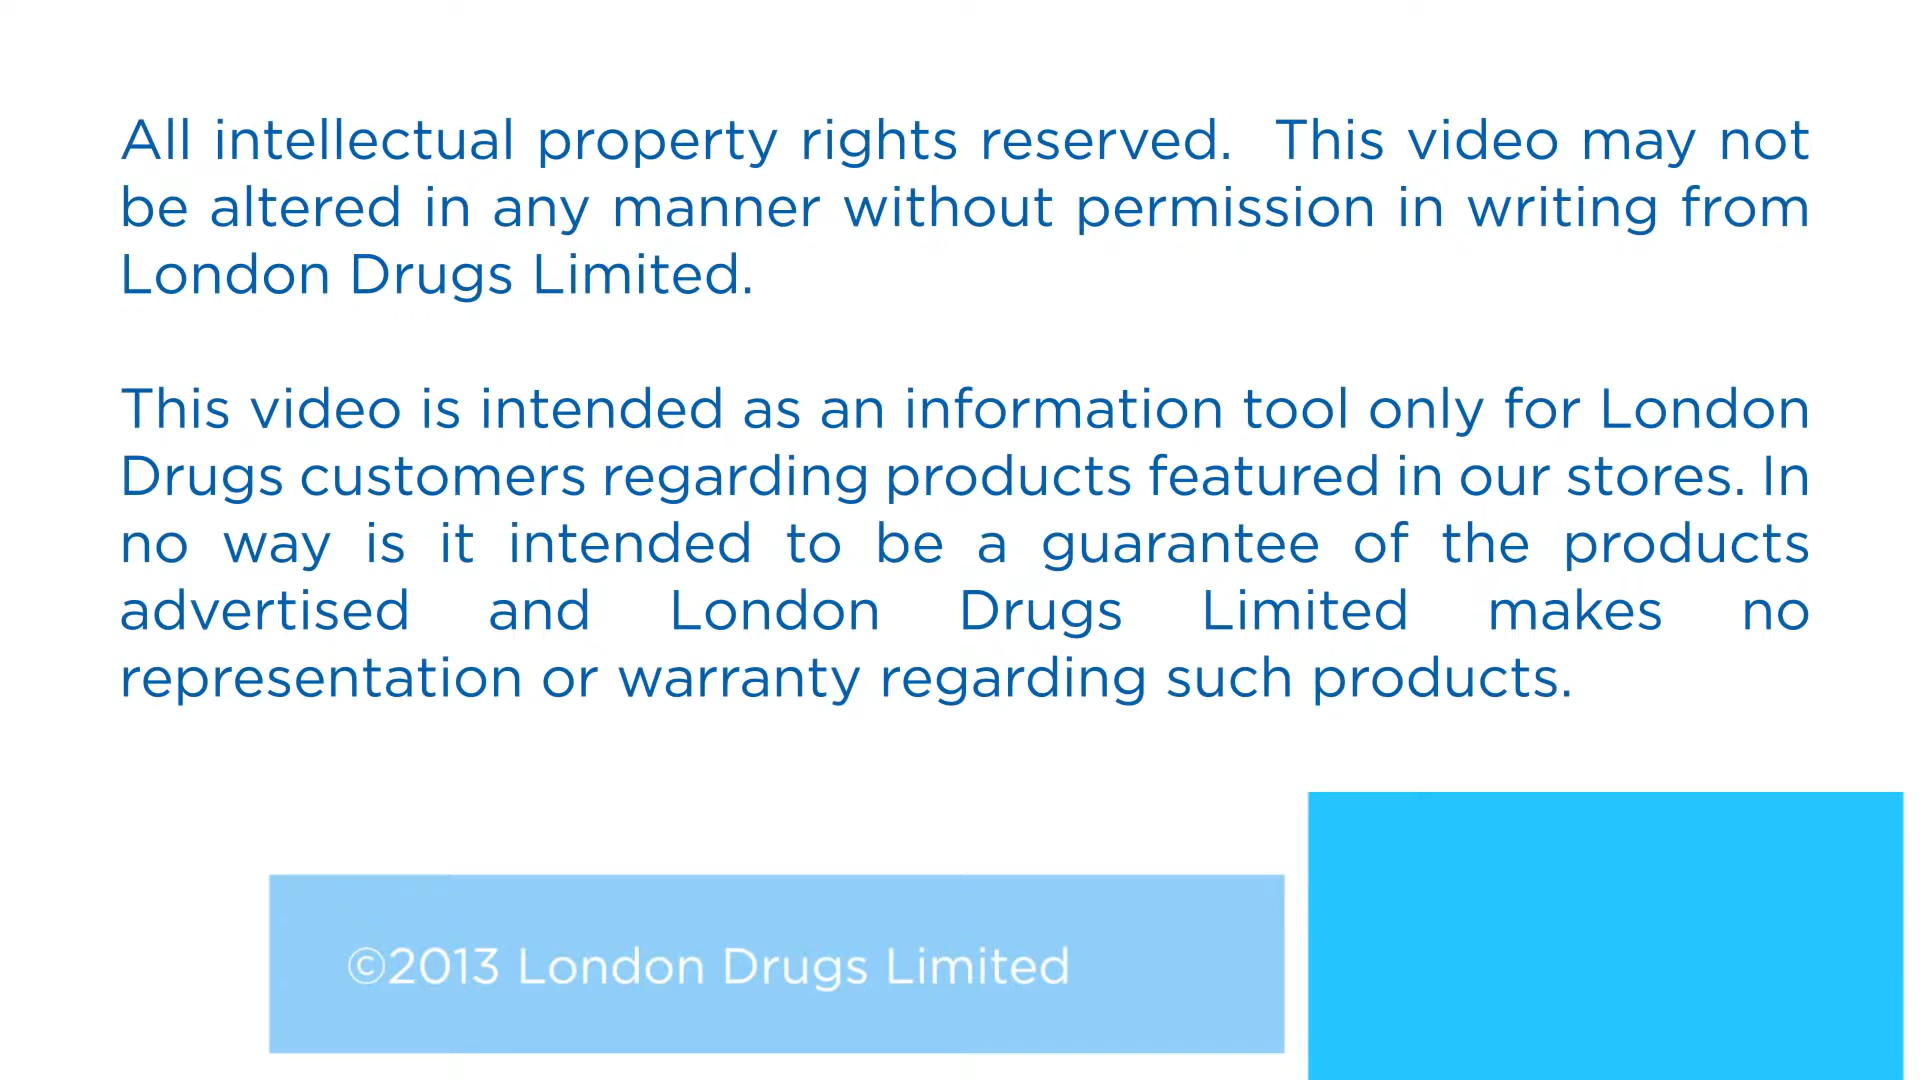 All intellectual property rights reserved.  This video may not
be altered in any manner without permission in writing from
London Drugs Limited.
This video is intended as an information tool only for London
Drugs customers regarding products featured in our stores. In
no way is it intended to be a guarantee of the products
advertised and London Drugs Limited makes no
representation or warranty regarding such products.
©2013 London Drugs Limited